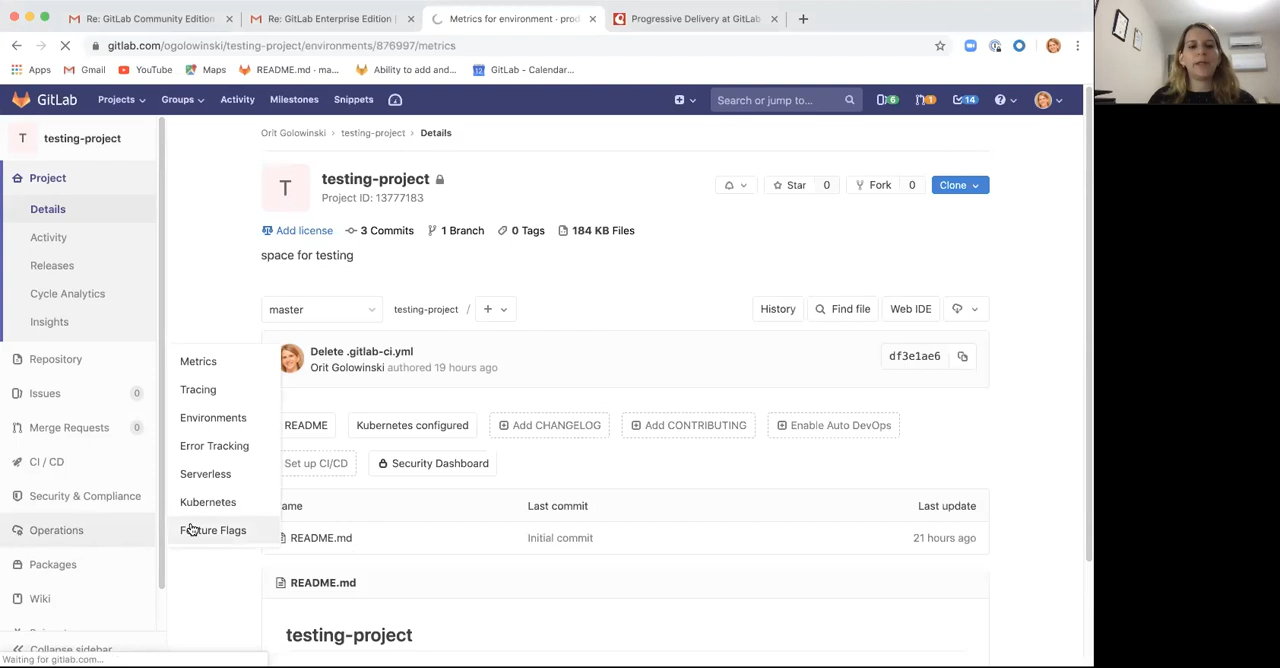 Re: GitLab Community Edition
Re: GitLab Enterprise Edition
Metrics for environment · prod
Progressive Delivery at GitLab
gitlab.com/ogolowinski/testing-project/environments/876997/metrics
Apps
Gmail
YouTube
Maps
README.md · ma...
Ability to add and...
GitLab - Calendar...
GitLab
Projects
Groups
Activity
Milestones
Snippets
Search or jump to...
6
1
14
T
testing-project
Project
Details
Activity
Releases
Cycle Analytics
Insights
Repository
Issues 0
Merge Requests 0
CI / CD
Security & Compliance
Operations
Packages
Wiki
Collapse sidebar
Waiting for gitlab.com...
Metrics
Tracing
Environments
Error Tracking
Serverless
Kubernetes
Feature Flags
Orit Golowinski › testing-project › Details
T
testing-project
Project ID: 13777183
Star 0
Fork 0
Clone
Add license
3 Commits
1 Branch
0 Tags
184 KB Files
space for testing
master
testing-project /
+
History
Find file
Web IDE
Delete .gitlab-ci.yml
Orit Golowinski authored 19 hours ago
df3e1ae6
README
Kubernetes configured
Add CHANGELOG
Add CONTRIBUTING
Enable Auto DevOps
Set up CI/CD
Security Dashboard
ame
Last commit
Last update
README.md
Initial commit
21 hours ago
README.md
testing-project